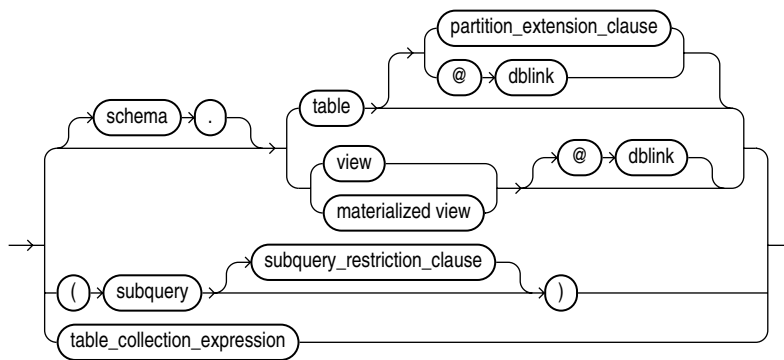 partition_extension_clause
@ dblink
schema . table
view @ dblink
materialized view
subquery_restriction_clause
( subquery )
table_collection_expression